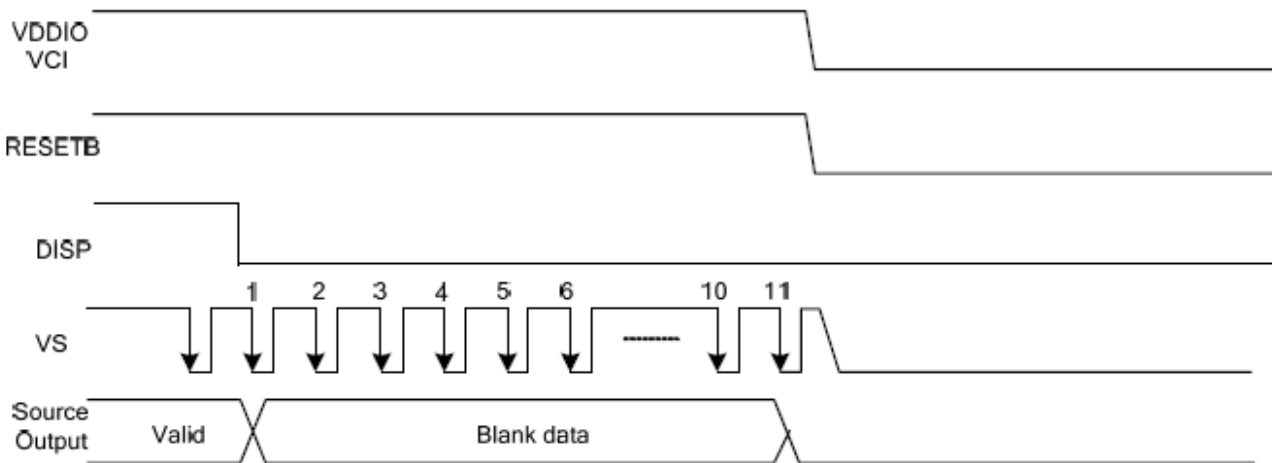 VDDIO
VCI
RESETB
DISP
1 2 3 4 5 6 10 11
VS
Source
Output
Valid
Blank data